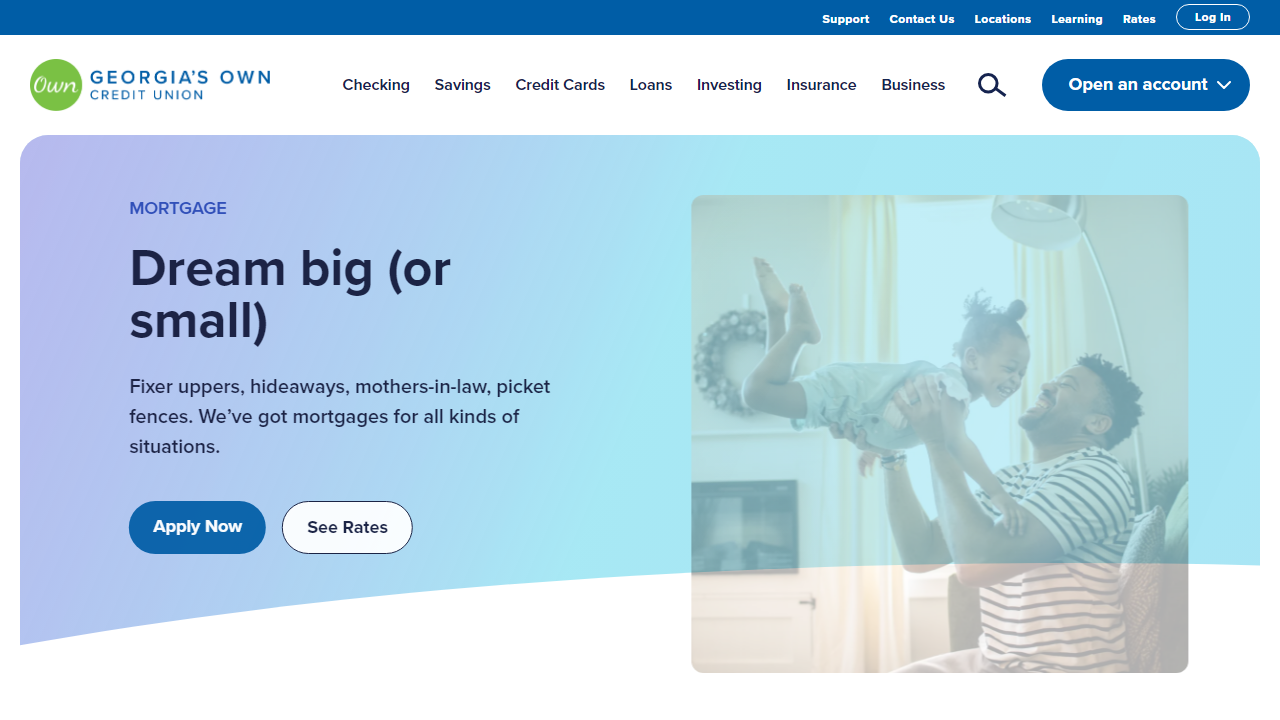 Support Contact Us Locations Learning Rates Log In
Own GEORGIA'S OWN
CREDIT UNION
Checking Savings Credit Cards Loans Investing Insurance Business Open an account
MORTGAGE
Dream big (or
small)
Fixer uppers, hideaways, mothers-in-law, picket
fences. We’ve got mortgages for all kinds of
situations.
Apply Now See Rates